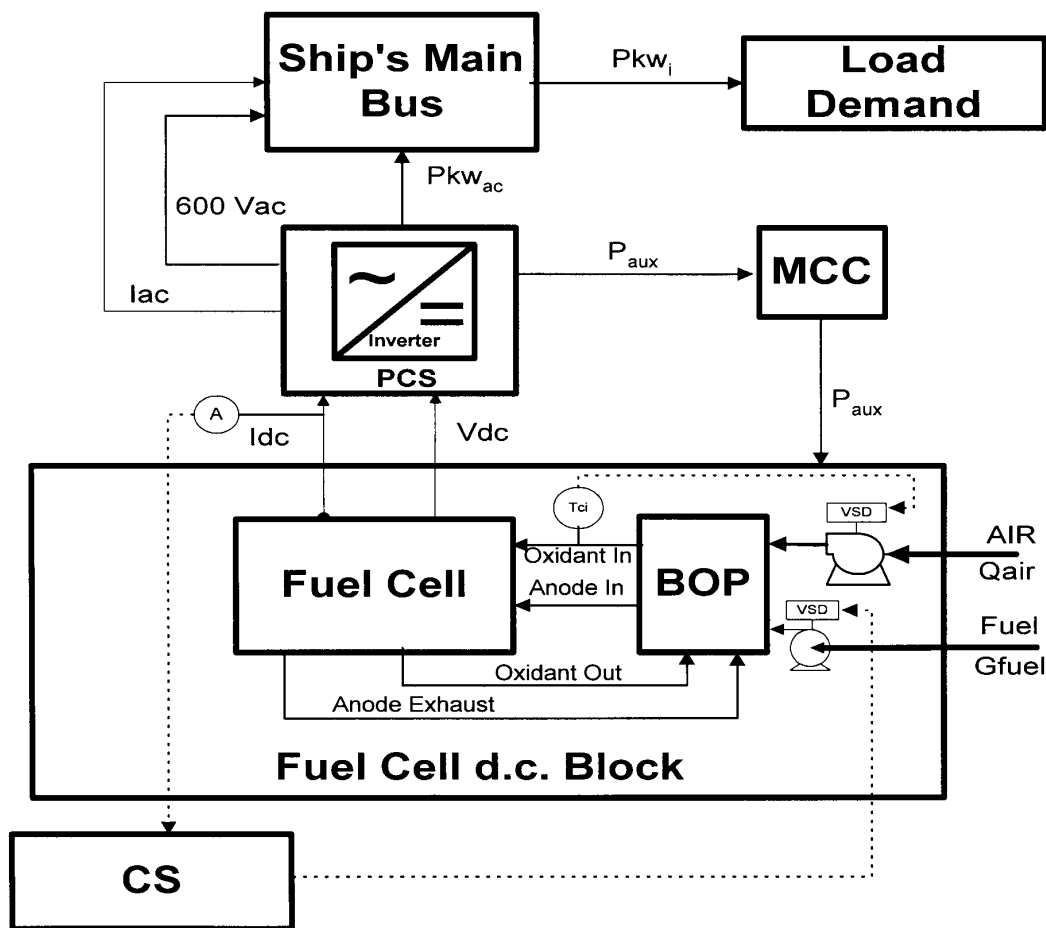 Ship's Main
Bus
Pkw_i
Load
Demand
Pkw_ac
600 Vac
Iac
~
=
Inverter
PCS
P_aux
MCC
P_aux
A
Idc
Vdc
Tci
VSD
AIR
Qair
Oxidant In
Fuel Cell
Anode In
BOP
VSD
Fuel
Gfuel
Oxidant Out
Anode Exhaust
Fuel Cell d.c. Block
CS